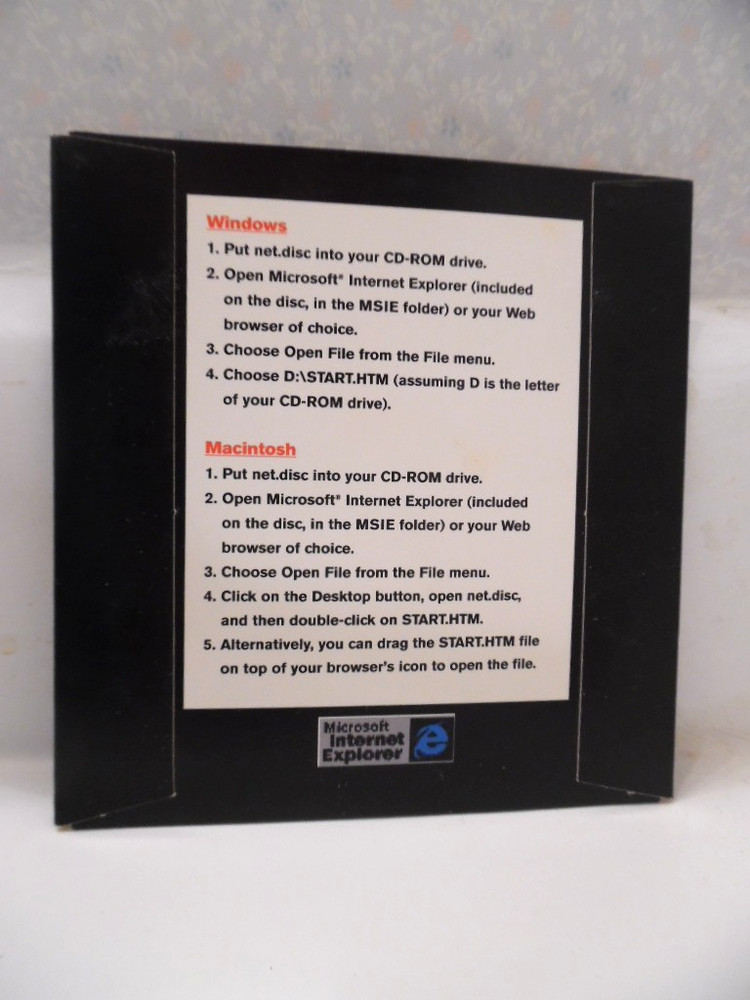 Windows
1. Put net.disc into your CD-ROM drive.
2. Open Microsoft® Internet Explorer (included
on the disc, in the MSIE folder) or your Web
browser of choice.
3. Choose Open File from the File menu.
4. Choose D:\START.HTM (assuming D is the letter
of your CD-ROM drive).
Macintosh
1. Put net.disc into your CD-ROM drive.
2. Open Microsoft® Internet Explorer (included
on the disc, in the MSIE folder) or your Web
browser of choice.
3. Choose Open File from the File menu.
4. Click on the Desktop button, open net.disc,
and then double-click on START.HTM.
5. Alternatively, you can drag the START.HTM file
on top of your browser's icon to open the file.
Microsoft
Internet
Explorer